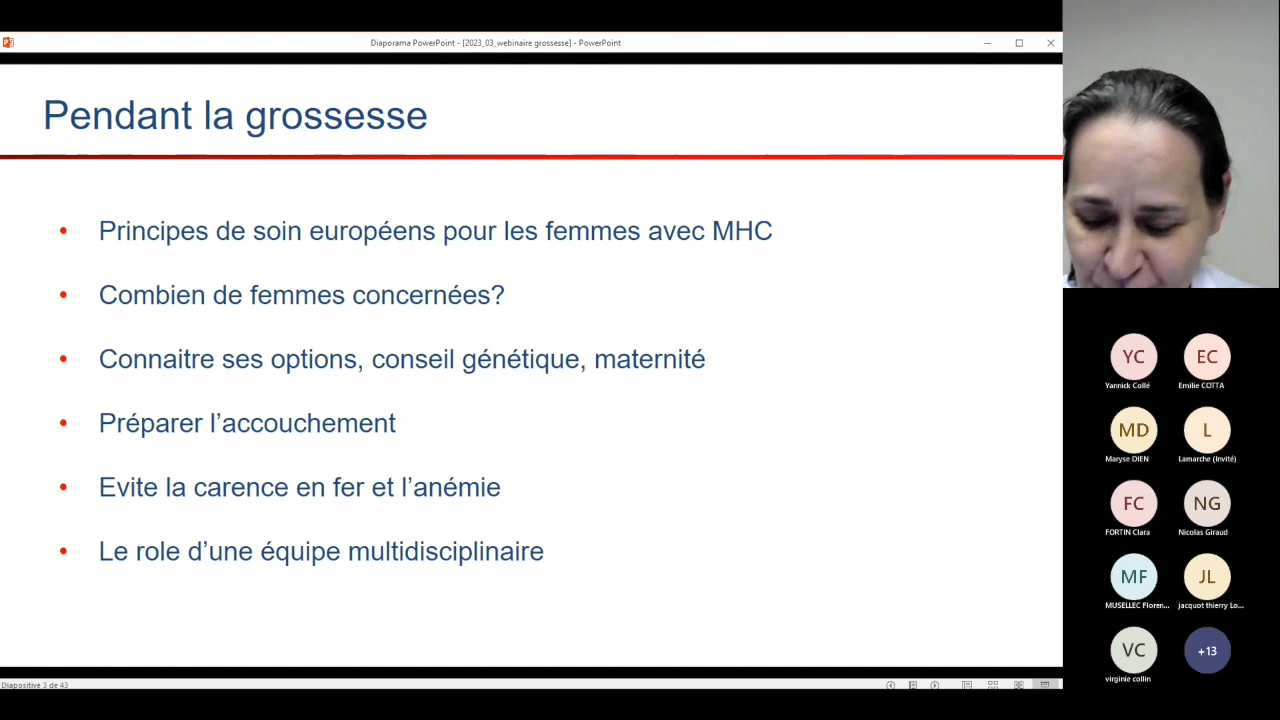 Diaporama PowerPoint - [2023_03_webinaire grossesse] - PowerPoint
Pendant la grossesse
• Principes de soin européens pour les femmes avec MHC
• Combien de femmes concernées?
• Connaitre ses options, conseil génétique, maternité
• Préparer l’accouchement
• Evite la carence en fer et l’anémie
• Le role d’une équipe multidisciplinaire
YC EC
Yannick Collé Emilie COTTA
MD L
Maryse DIEN Lamarche (Invité)
FC NG
FORTIN Clara Nicolas Giraud
MF JL
MUSELLEC Floren... jacquot thierry Lo...
VC +13
virginie collin
Diapositive 3 de 43